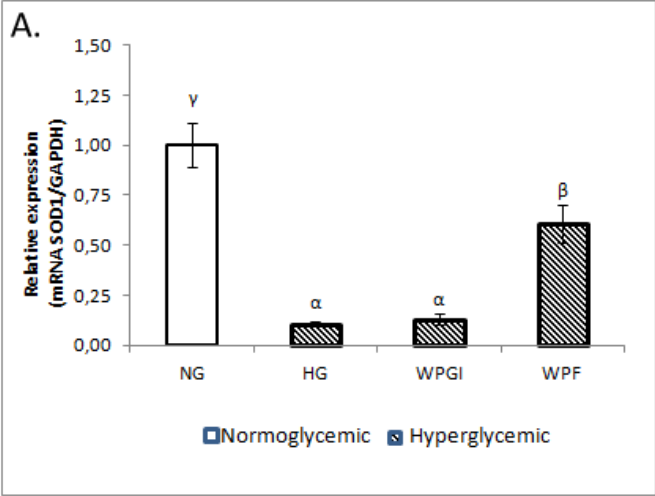 A.
Relative expression
(mRNA SOD1/GAPDH)
1,50
1,25
1,00
0,75
0,50
0,25
0,00
γ
α
α
β
NG
HG
WPGI
WPF
Normoglycemic
Hyperglycemic